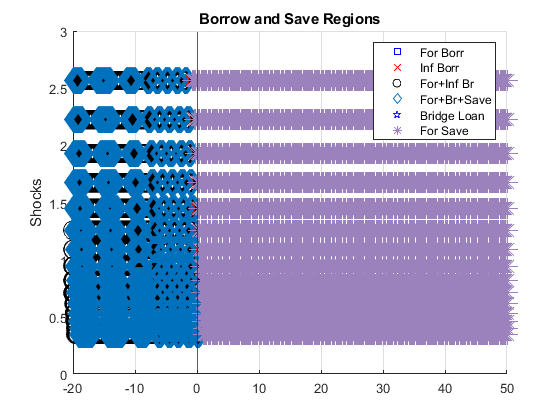 Borrow and Save Regions
3
2.5
2
1.5
1
0.5
0
Shocks
For Borr
Inf Borr
For+Inf Br
For+Br+Save
Bridge Loan
For Save
-20 -10 0 10 20 30 40 50